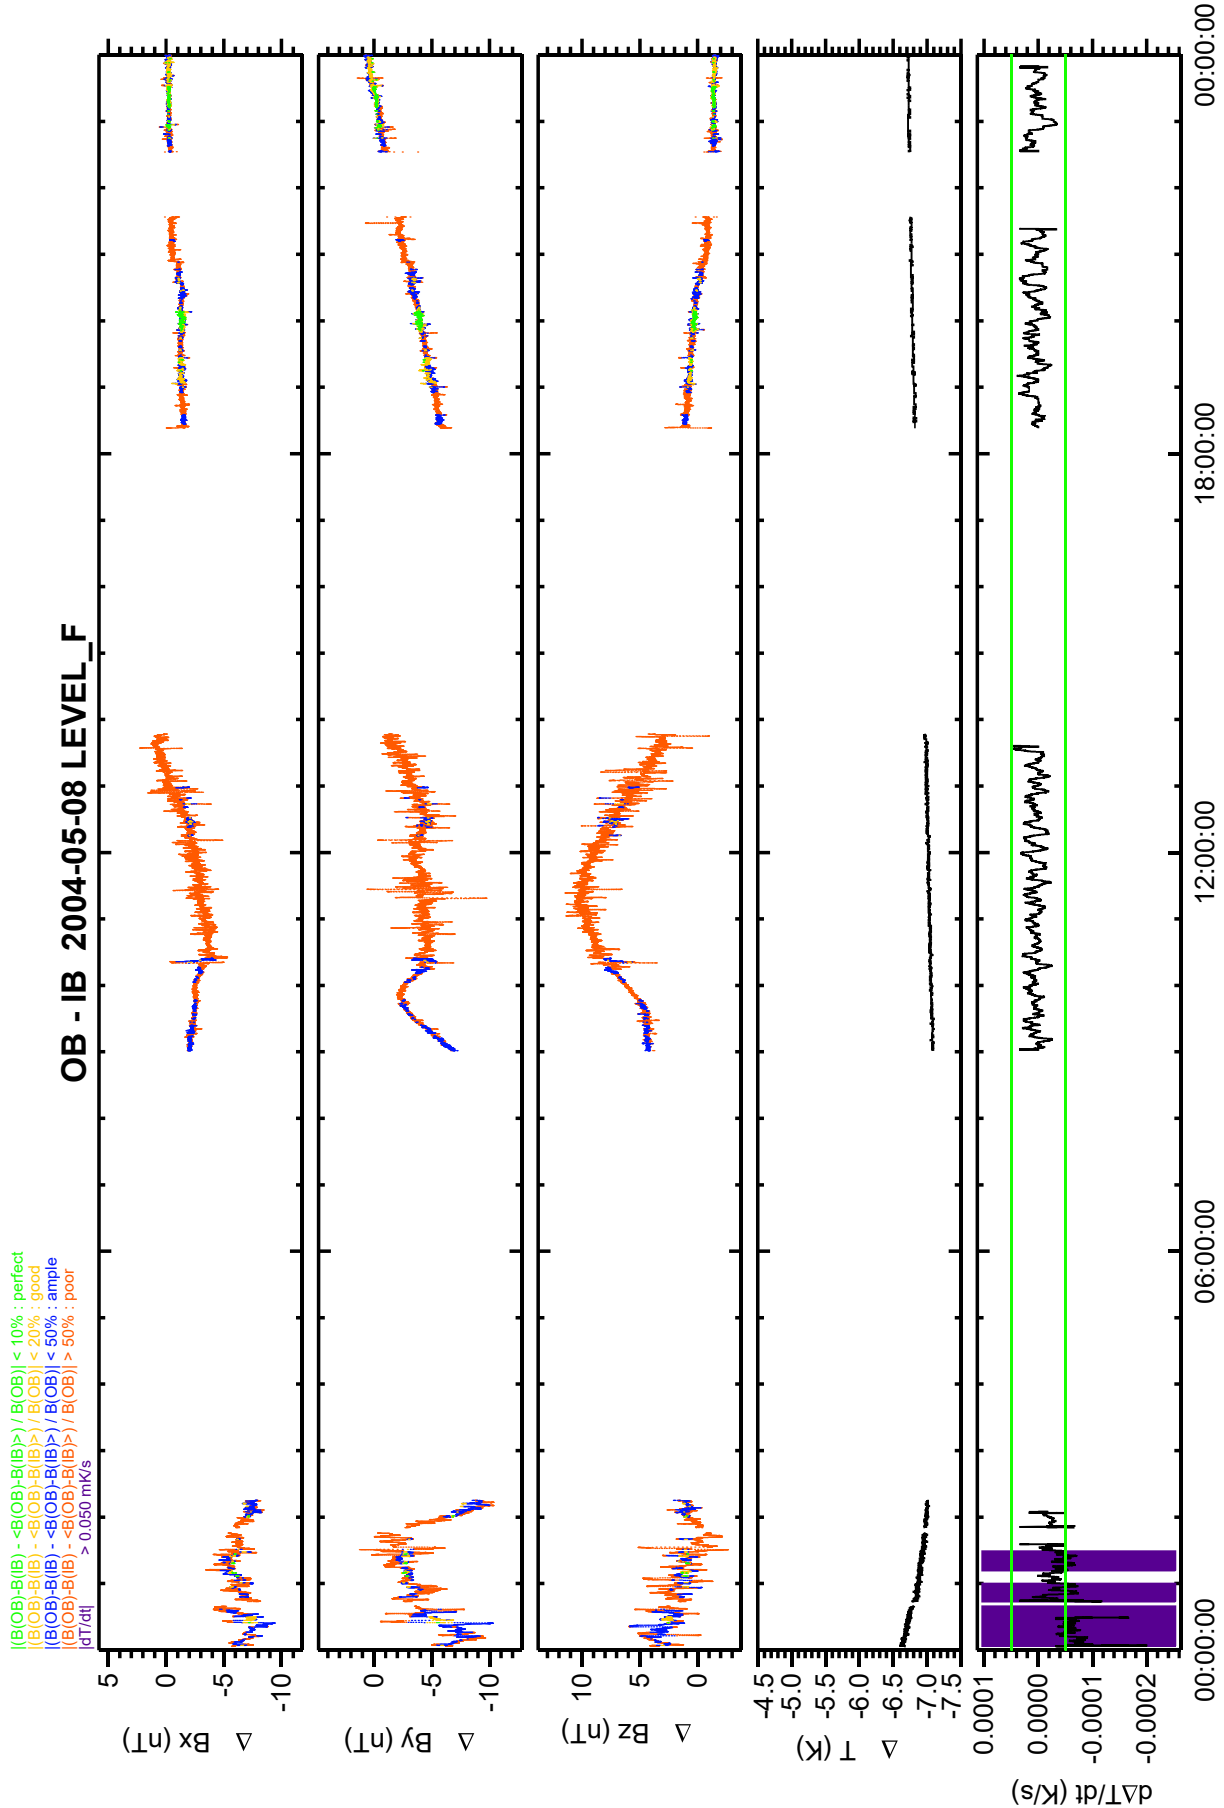 OB - IB  2004-05-08 LEVEL_F
|(B(OB)-B(IB) - <B(OB)-B(IB)>) / B(OB)| < 10% : perfect
|(B(OB)-B(IB) - <B(OB)-B(IB)>) / B(OB)| < 20% : good
|(B(OB)-B(IB) - <B(OB)-B(IB)>) / B(OB)| < 50% : ample
|(B(OB)-B(IB) - <B(OB)-B(IB)>) / B(OB)| > 50% : poor
|dT/dt| > 0.050 mK/s
Δ Bx (nT)
5
0
-5
-10
Δ By (nT)
0
-5
-10
Δ Bz (nT)
10
5
0
Δ T (K)
-4.5
-5.0
-5.5
-6.0
-6.5
-7.0
-7.5
dΔT/dt (K/s)
0.0001
0.0000
-0.0001
-0.0002
00:00:00
06:00:00
12:00:00
18:00:00
00:00:00